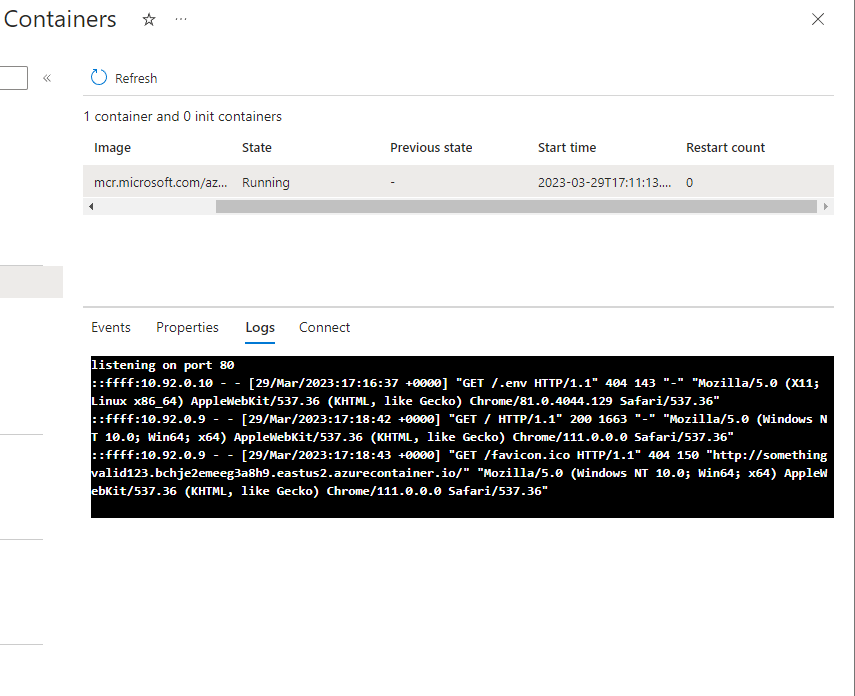 Containers
Refresh
1 container and 0 init containers
Image State Previous state Start time Restart count
mcr.microsoft.com/az... Running - 2023-03-29T17:11:13.... 0
Events Properties Logs Connect
listening on port 80
::ffff:10.92.0.10 - - [29/Mar/2023:17:16:37 +0000] "GET /.env HTTP/1.1" 404 143 "-" "Mozilla/5.0 (X11;
Linux x86_64) AppleWebKit/537.36 (KHTML, like Gecko) Chrome/81.0.4044.129 Safari/537.36"
::ffff:10.92.0.9 - - [29/Mar/2023:17:18:42 +0000] "GET / HTTP/1.1" 200 1663 "-" "Mozilla/5.0 (Windows N
T 10.0; Win64; x64) AppleWebKit/537.36 (KHTML, like Gecko) Chrome/111.0.0.0 Safari/537.36"
::ffff:10.92.0.9 - - [29/Mar/2023:17:18:43 +0000] "GET /favicon.ico HTTP/1.1" 404 150 "http://something
valid123.bchje2emeeg3a8h9.eastus2.azurecontainer.io/" "Mozilla/5.0 (Windows NT 10.0; Win64; x64) AppleW
ebKit/537.36 (KHTML, like Gecko) Chrome/111.0.0.0 Safari/537.36"